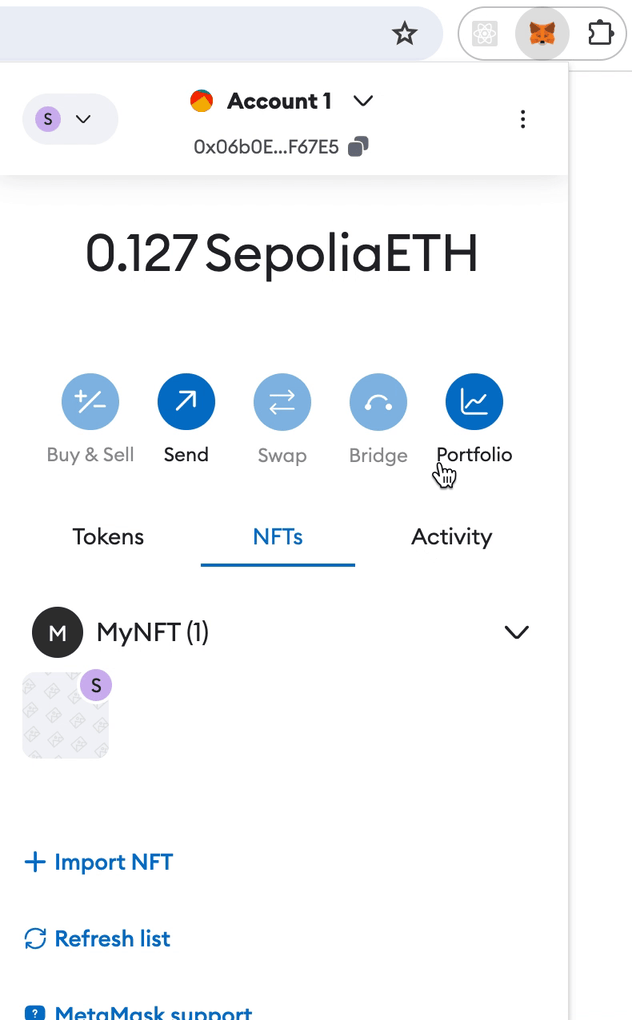 S
Account 1
0x06b0E...F67E5
0.127 SepoliaETH
Buy & Sell
Send
Swap
Bridge
Portfolio
Tokens
NFTs
Activity
M
MyNFT (1)
S
Import NFT
Refresh list
MetaMask support